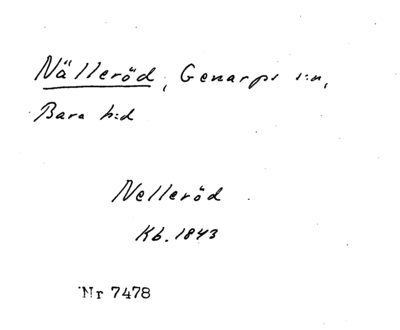 Nälleröd, Genarps s:n,
Bara h:d
Nelleröd
Kb. 1843
Nr 7478